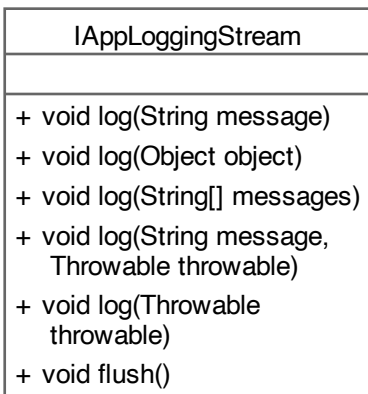 IAppLoggingStream
+ void log(String message)
+ void log(Object object)
+ void log(String[] messages)
+ void log(String message,
Throwable throwable)
+ void log(Throwable
throwable)
+ void flush()